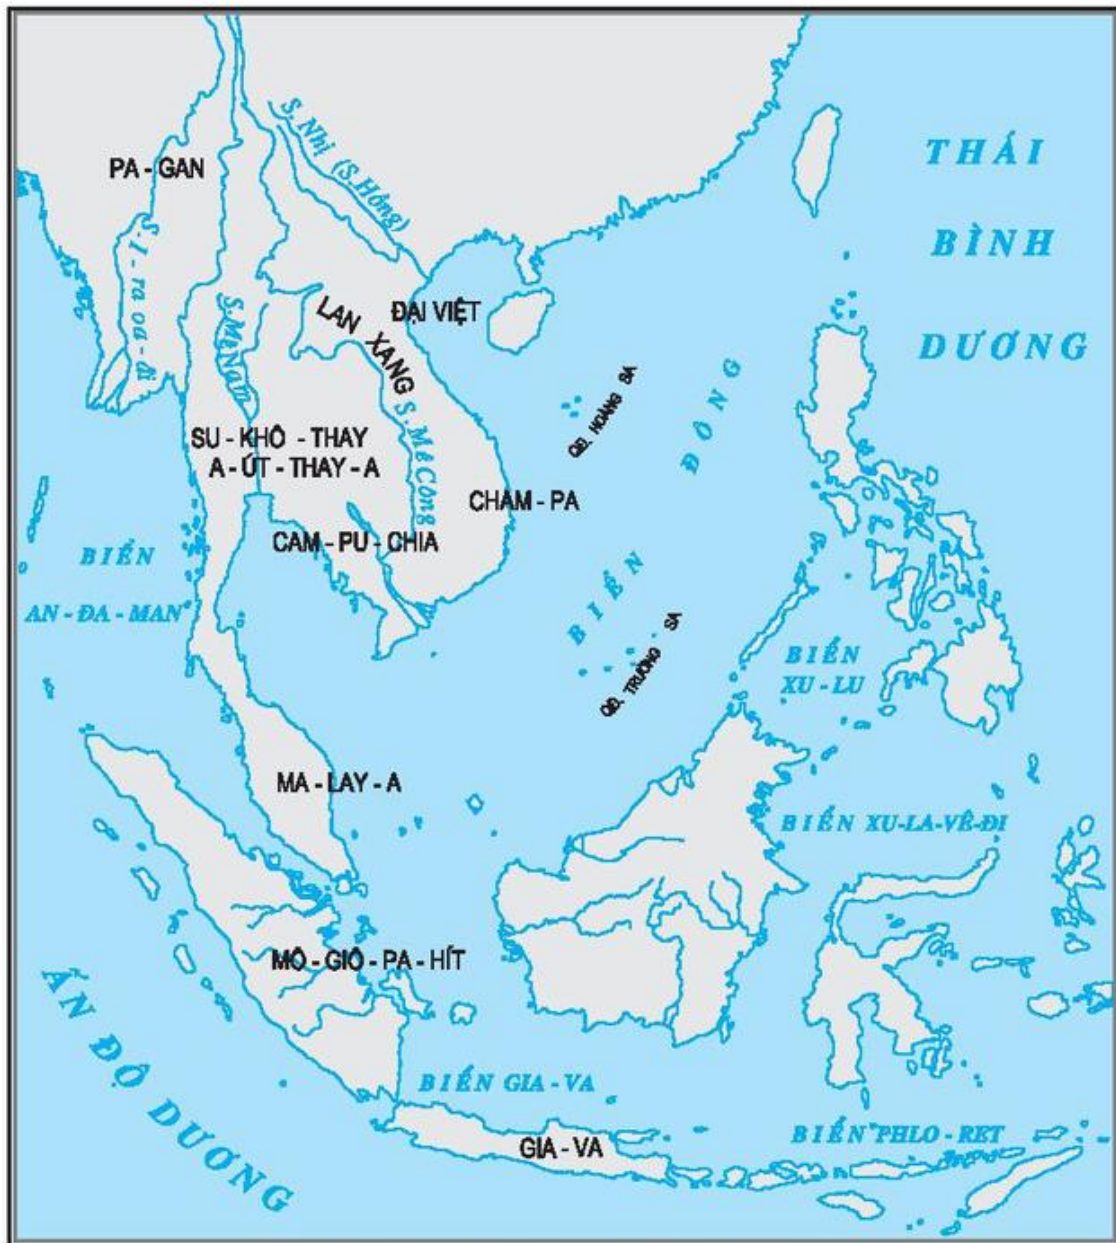 THÁI
BÌNH
DƯƠNG
S. Nhị (S.Hông)
PA - GAN
S. I - ra oa - đi
S. Mê Nam
LAN XANG
ĐẠI VIỆT
S. Mê Công
SU - KHÔ - THAY
A - ÚT - THAY - A
QĐ. HOÀNG SA
BIỂN ĐÔNG
CHAM - PA
CAM - PU - CHIA
BIỂN
AN - ĐA - MAN
QĐ. TRƯỜNG SA
BIỂN
XU - LU
MA - LAY - A
BIỂN XU-LA-VÊ-ĐI
MÔ - GIÔ - PA - HÍT
ẤN ĐỘ DƯƠNG
BIỂN GIA - VA
BIỂN PHLO - RET
GIA - VA